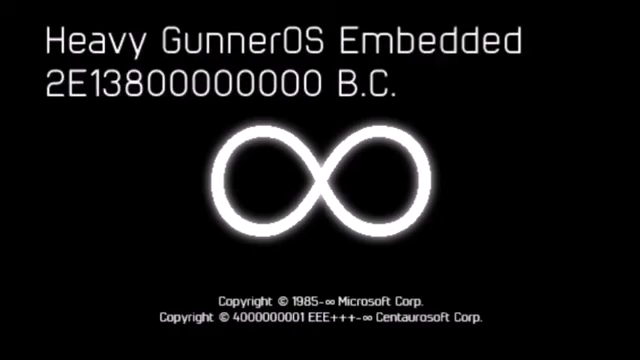 Heavy GunnerOS Embedded
2E13800000000 B.C.
Copyright © 1985-∞ Microsoft Corp.
Copyright © 4000000001 EEE+++-∞ Centaurosoft Corp.